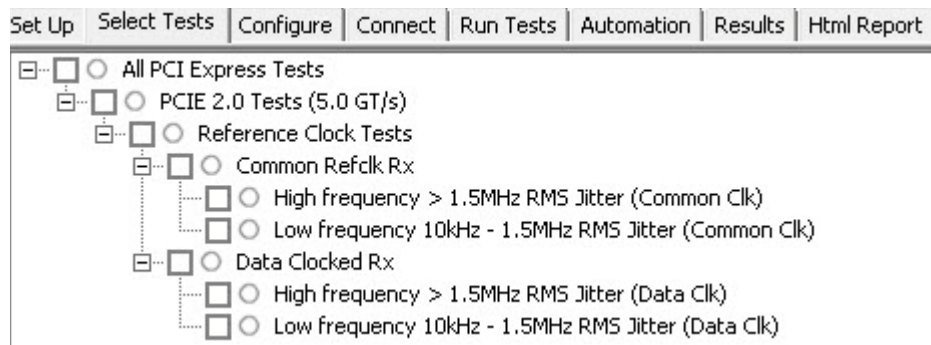 Set Up Select Tests Configure Connect Run Tests Automation Results Html Report
All PCI Express Tests
PCIE 2.0 Tests (5.0 GT/s)
Reference Clock Tests
Common Refclk Rx
High frequency > 1.5MHz RMS Jitter (Common Clk)
Low frequency 10kHz - 1.5MHz RMS Jitter (Common Clk)
Data Clocked Rx
High frequency > 1.5MHz RMS Jitter (Data Clk)
Low frequency 10kHz - 1.5MHz RMS Jitter (Data Clk)